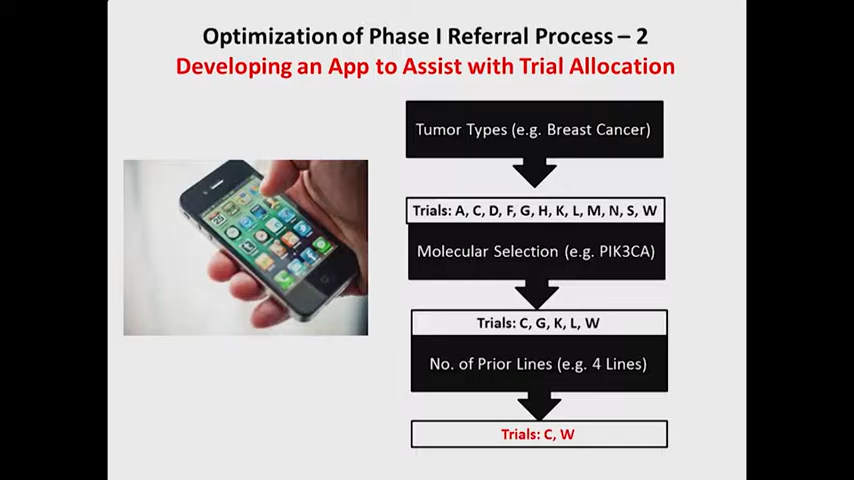 Optimization of Phase I Referral Process – 2
Developing an App to Assist with Trial Allocation
Tumor Types (e.g. Breast Cancer)
Trials: A, C, D, F, G, H, K, L, M, N, S, W
Molecular Selection (e.g. PIK3CA)
Trials: C, G, K, L, W
No. of Prior Lines (e.g. 4 Lines)
Trials: C, W